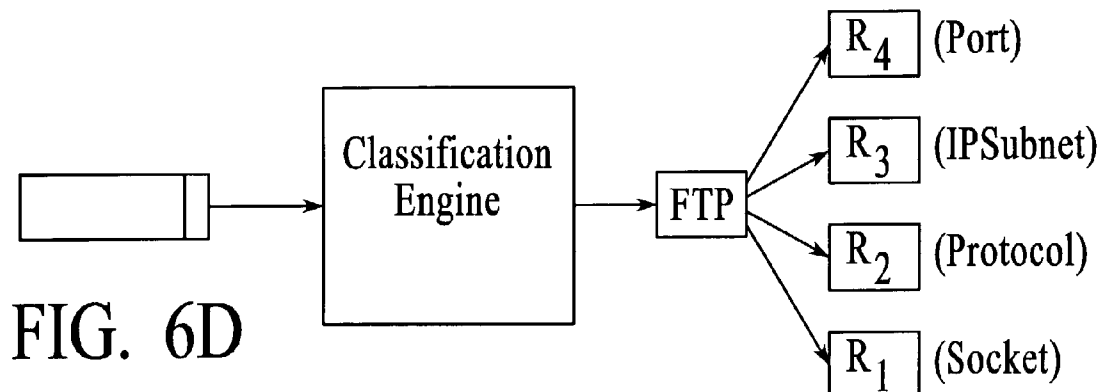 R4 (Port)
Classification
Engine
FTP
R3 (IPSubnet)
R2 (Protocol)
R1 (Socket)
FIG. 6D